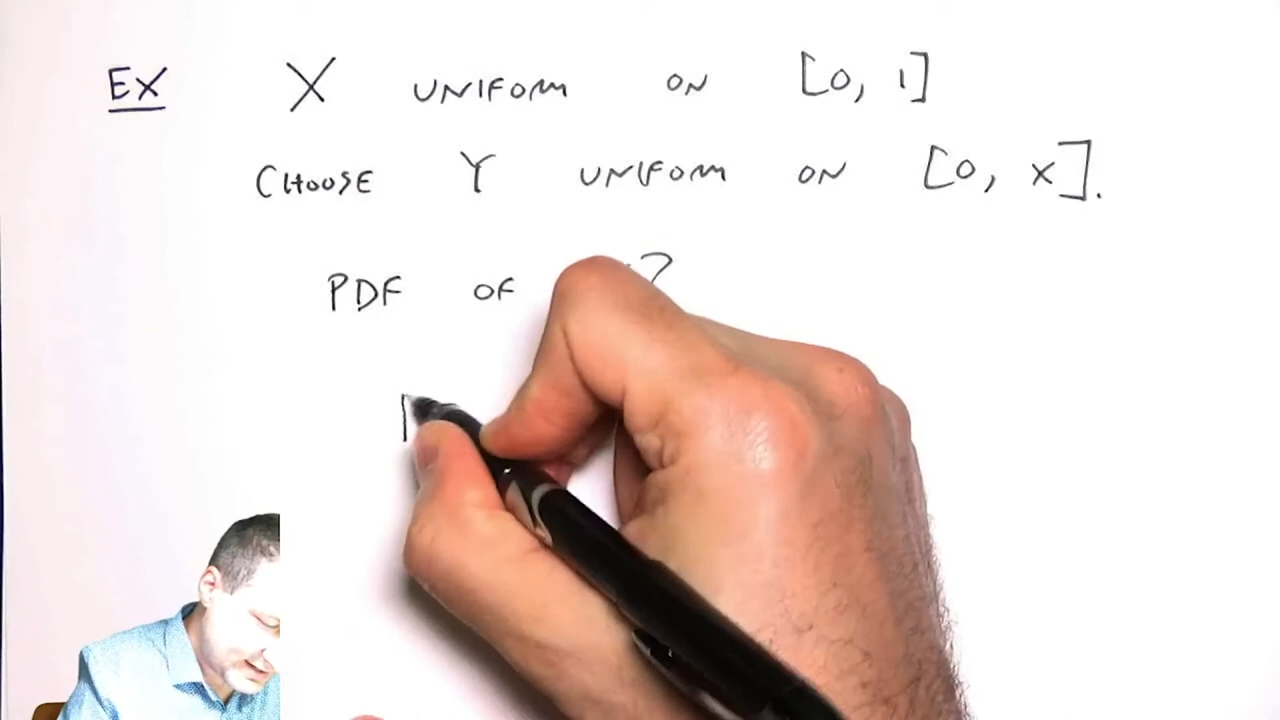 EX X UNIFORM ON [0, 1]
CHOOSE Y UNIFORM ON [0, X].
PDF OF ?